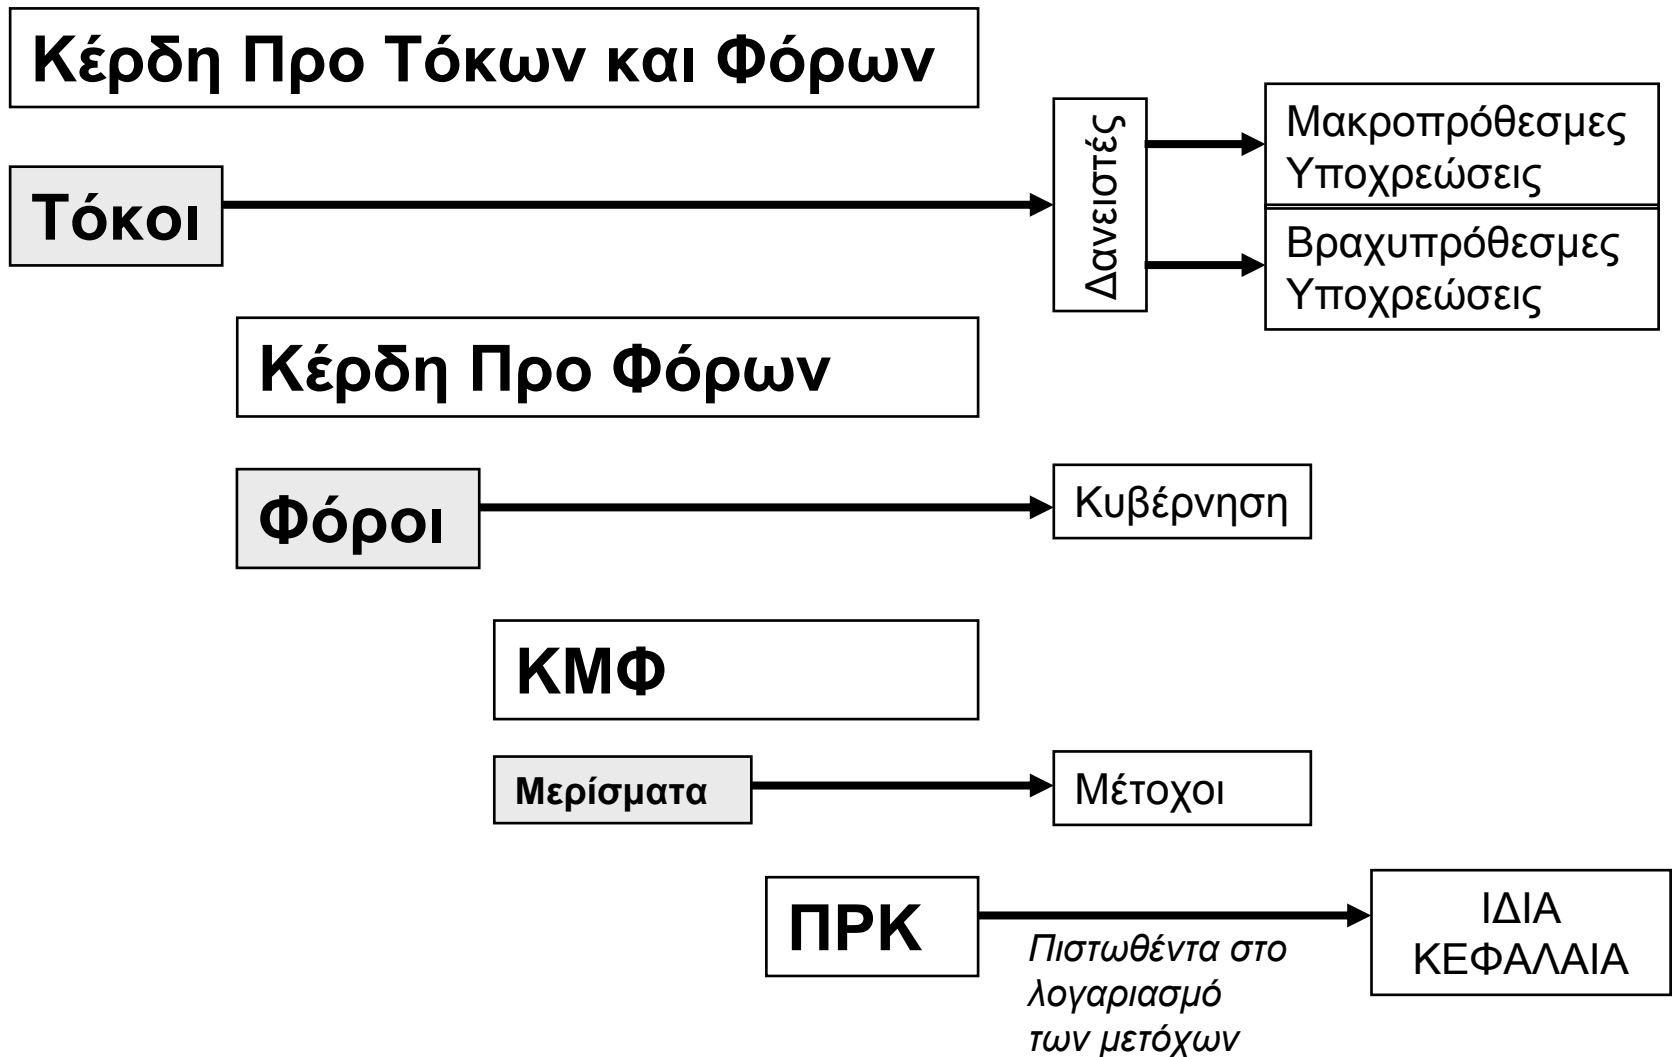 Κέρδη Προ Τόκων και Φόρων
Τόκοι
Δανειστές
Μακροπρόθεσμες
Υποχρεώσεις
Βραχυπρόθεσμες
Υποχρεώσεις
Κέρδη Προ Φόρων
Φόροι
Κυβέρνηση
ΚΜΦ
Μερίσματα
Μέτοχοι
ΠΡΚ
Πιστωθέντα στο
λογαριασμό
των μετόχων
ΙΔΙΑ
ΚΕΦΑΛΑΙΑ